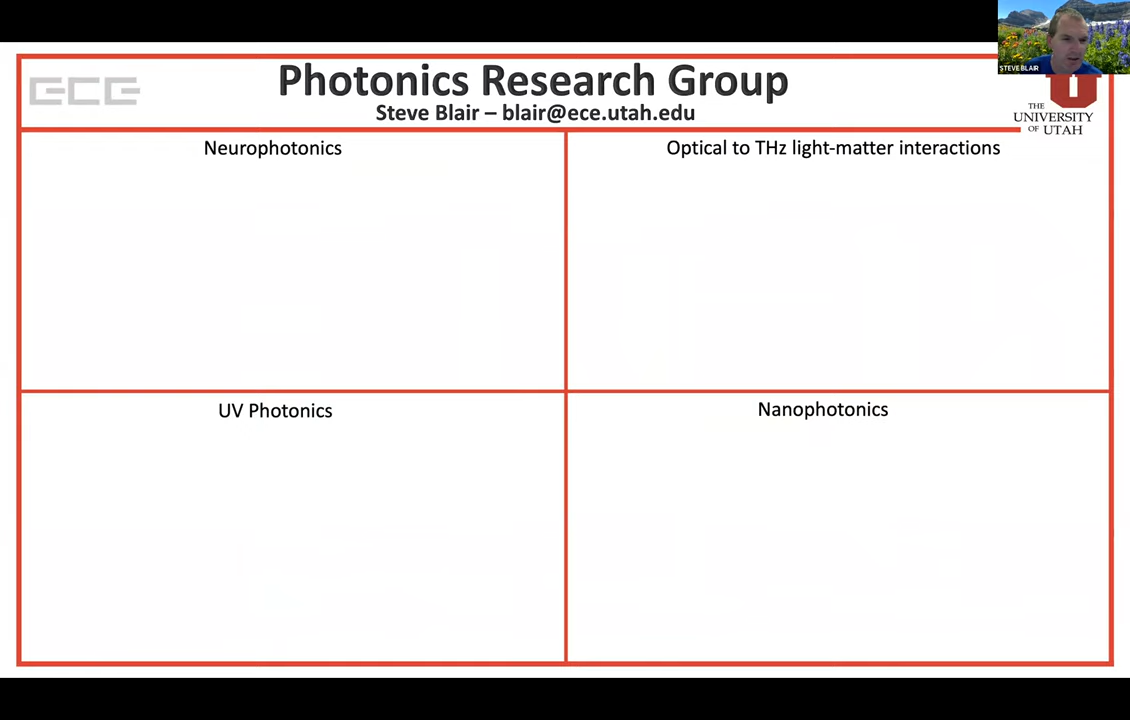 STEVE BLAIR
ECE
Photonics Research Group
Steve Blair – blair@ece.utah.edu
THE
UNIVERSITY
OF UTAH
Neurophotonics
Optical to THz light-matter interactions
UV Photonics
Nanophotonics